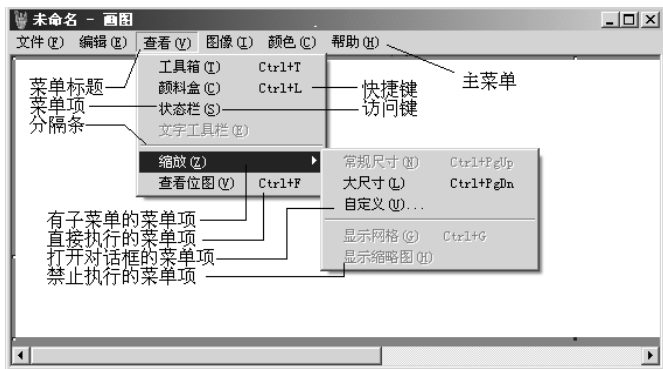 未命名 - 画图
文件(F) 编辑(E) 查看(V) 图像(I) 颜色(C) 帮助(H)
主菜单
菜单标题
工具箱(T) Ctrl+T
菜单项
颜料盒(C) Ctrl+L
快捷键
分隔条
状态栏(S)
访问键
文字工具栏(E)
缩放(Z)
查看位图(V) Ctrl+F
常规尺寸(N) Ctrl+PgUp
大尺寸(L) Ctrl+PgDn
自定义(U)...
显示网格(G) Ctrl+G
显示缩略图(H)
有子菜单的菜单项
直接执行的菜单项
打开对话框的菜单项
禁止执行的菜单项